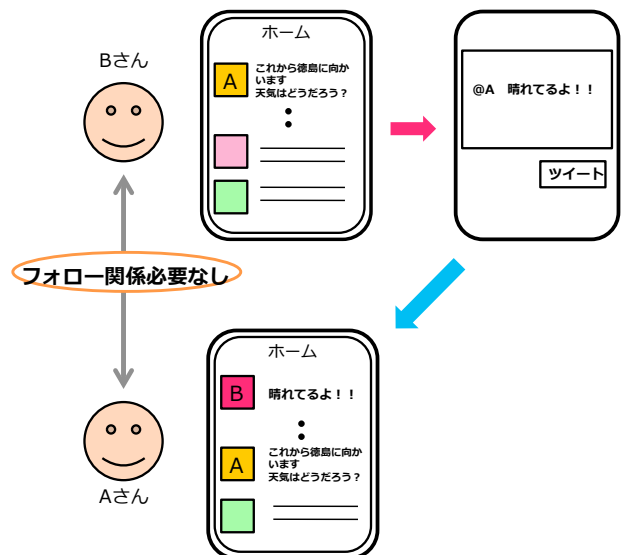 Bさん
ホーム
A
これから徳島に向か
います
天気はどうだろう？
@A 晴れてるよ！！
ツイート
フォロー関係必要なし
Aさん
ホーム
B
晴れてるよ！！
A
これから徳島に向か
います
天気はどうだろう？